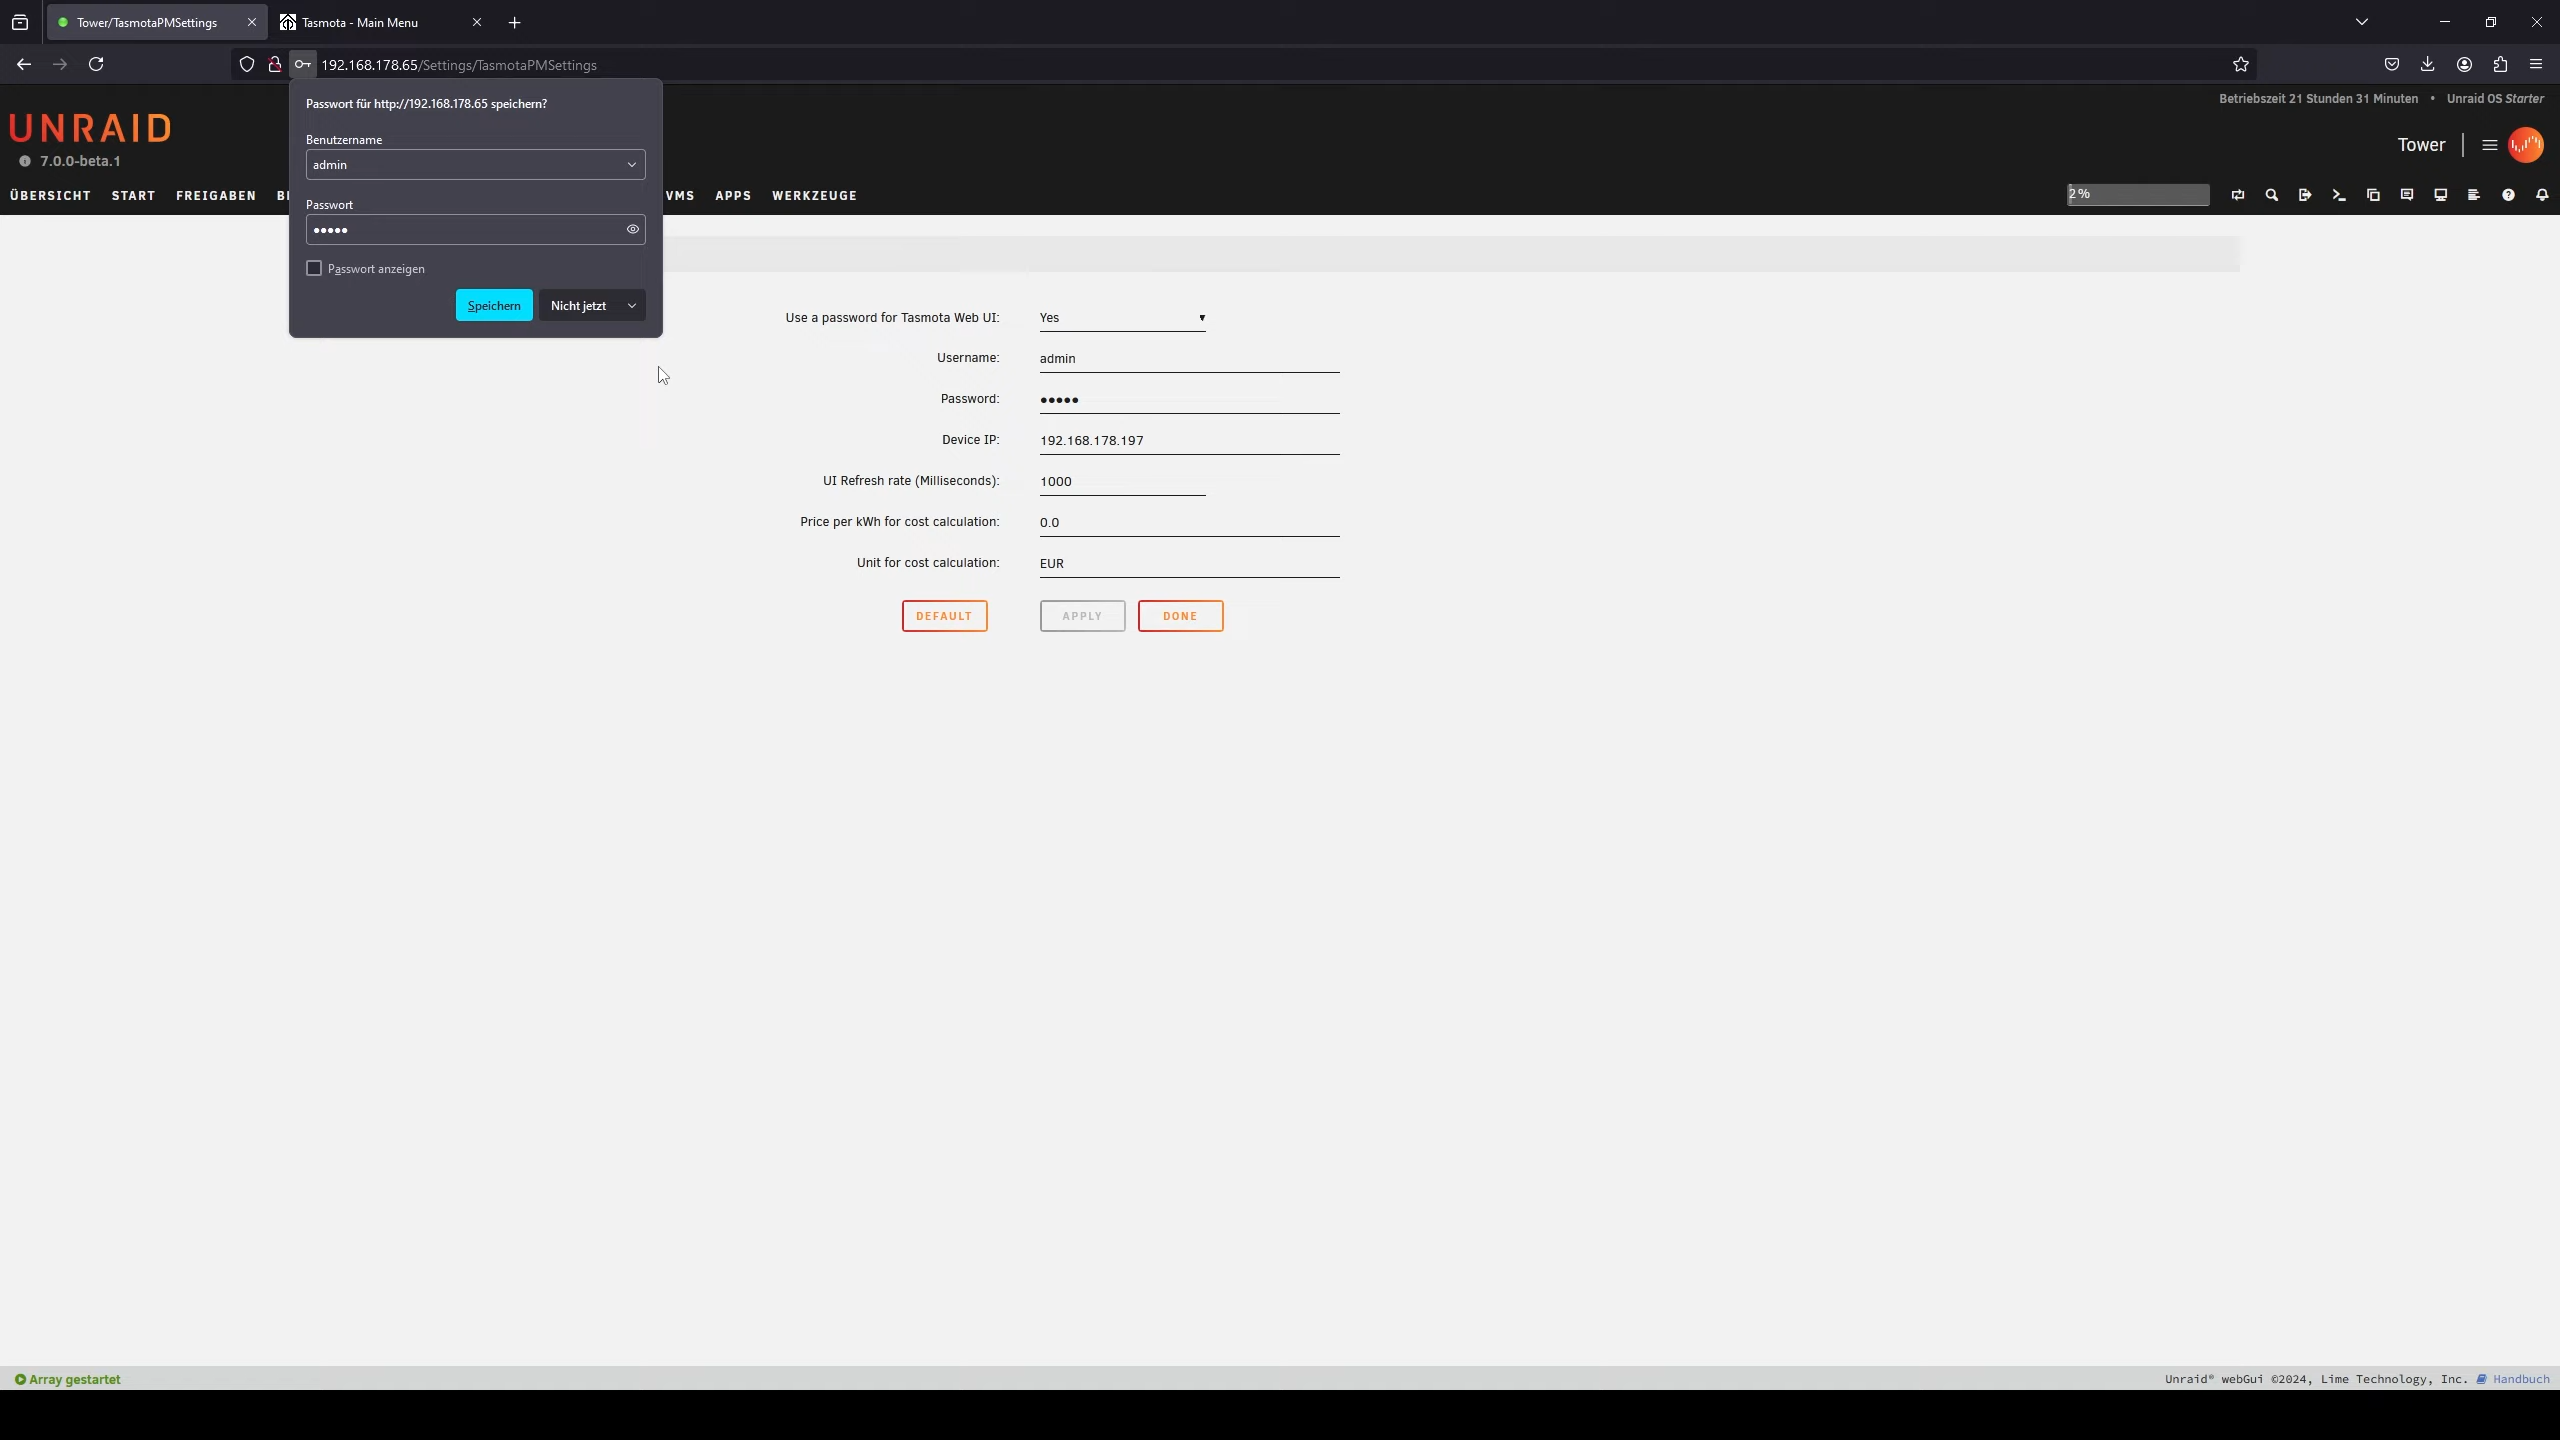 Tower/TasmotaPMSettings
Tasmota - Main Menu
192.168.178.65/Settings/TasmotaPMSettings
Passwort für http://192.168.178.65 speichern?
Benutzername
admin
Passwort
•••••
Passwort anzeigen
Speichern
Nicht jetzt
UNRAID
7.0.0-beta.1
Betriebszeit 21 Stunden 31 Minuten • Unraid OS Starter
Tower
ÜBERSICHT START FREIGABEN BE VMS APPS WERKZEUGE
2%
Use a password for Tasmota Web UI: Yes
Username: admin
Password: •••••
Device IP: 192.168.178.197
UI Refresh rate (Milliseconds): 1000
Price per kWh for cost calculation: 0.0
Unit for cost calculation: EUR
DEFAULT APPLY DONE
Array gestartet
Unraid® webGui ©2024, Lime Technology, Inc. Handbuch